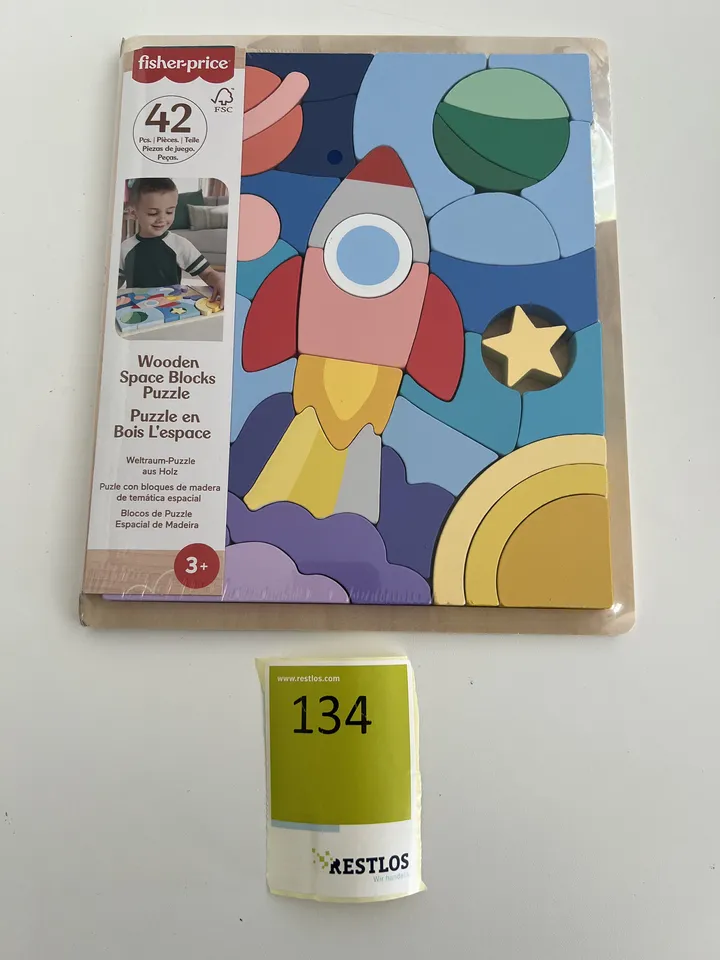 fisher-price
42
Pcs. | Pièces. | Teile
Piezas de juego.
Peças.
FSC
Wooden
Space Blocks
Puzzle
Puzzle en
Bois L'espace
Weltraum-Puzzle
aus Holz
Puzle con bloques de madera
de temática espacial
Blocos de Puzzle
Espacial de Madeira
3+
www.restlos.com
134
RESTLOS
Wir